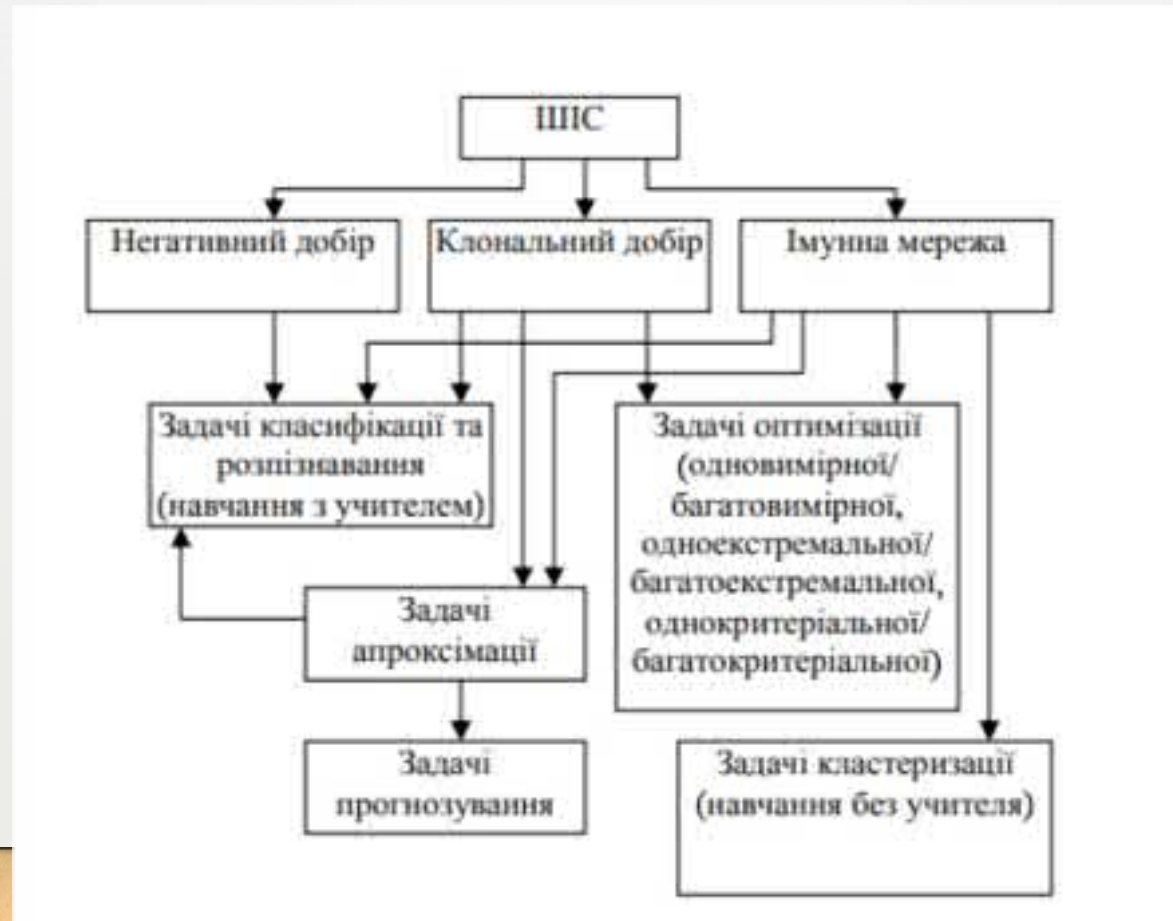 ШІС
Негативний добір
Клональний добір
Імунна мережа
Задачі класифікації та
розпізнавання
(навчання з учителем)
Задачі оптимізації
(одновимірної/
багатовимірної,
одноекстремальної/
багатоекстремальної,
однокритеріальної/
багатокритеріальної)
Задачі
апроксімації
Задачі
прогнозування
Задачі кластеризації
(навчання без учителя)